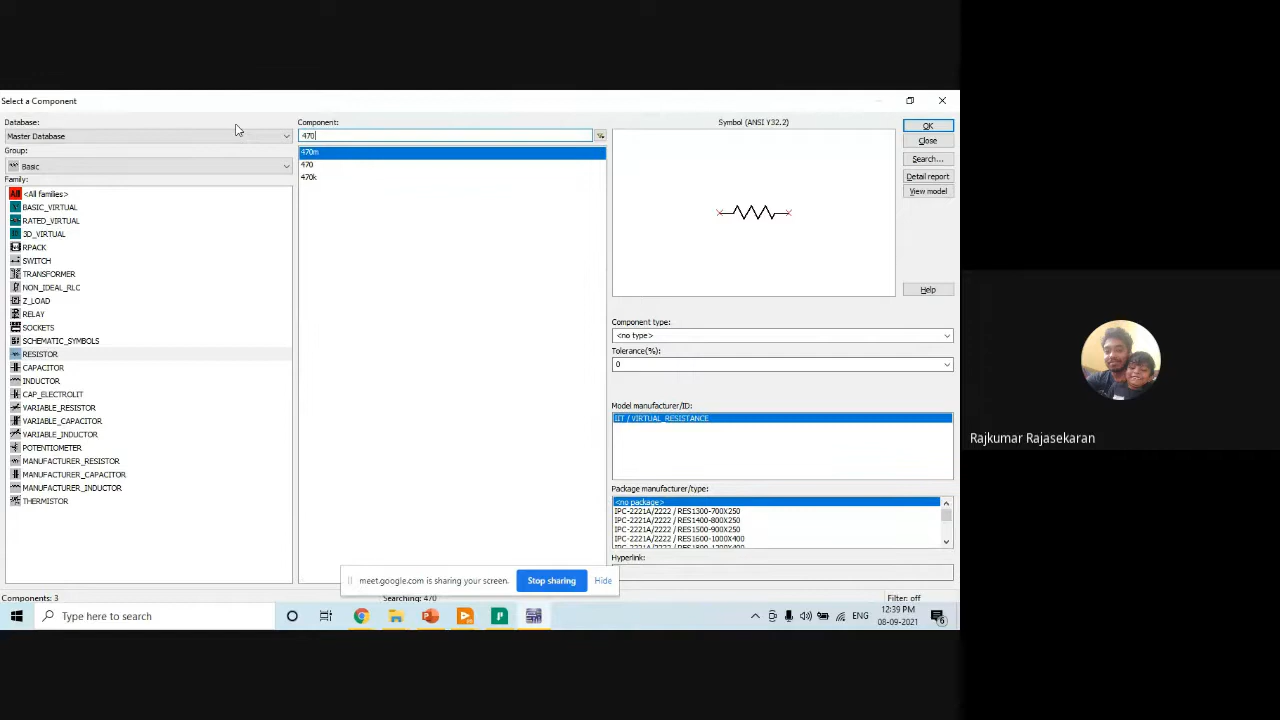 Select a Component
Database:
Master Database
Group:
Basic
Family:
All <All families>
BASIC_VIRTUAL
RATED_VIRTUAL
3D_VIRTUAL
RPACK
SWITCH
TRANSFORMER
NON_IDEAL_RLC
Z_LOAD
RELAY
SOCKETS
SCHEMATIC_SYMBOLS
RESISTOR
CAPACITOR
INDUCTOR
CAP_ELECTROLIT
VARIABLE_RESISTOR
VARIABLE_CAPACITOR
VARIABLE_INDUCTOR
POTENTIOMETER
MANUFACTURER_RESISTOR
MANUFACTURER_CAPACITOR
MANUFACTURER_INDUCTOR
THERMISTOR
Component:
470
470m
470
470k
Symbol (ANSI Y32.2)
OK
Close
Search...
Detail report
View model
Help
Component type:
<no type>
Tolerance(%):
0
Model manufacturer/ID:
IIT / VIRTUAL_RESISTANCE
Package manufacturer/type:
<no package>
IPC-2221A/2222 / RES1300-700X250
IPC-2221A/2222 / RES1400-800X250
IPC-2221A/2222 / RES1500-900X250
IPC-2221A/2222 / RES1600-1000X400
Hyperlink:
meet.google.com is sharing your screen.
Stop sharing
Hide
Components: 3
Searching: 470
Filter: off
Type here to search
ENG
12:39 PM
08-09-2021
6
Rajkumar Rajasekaran